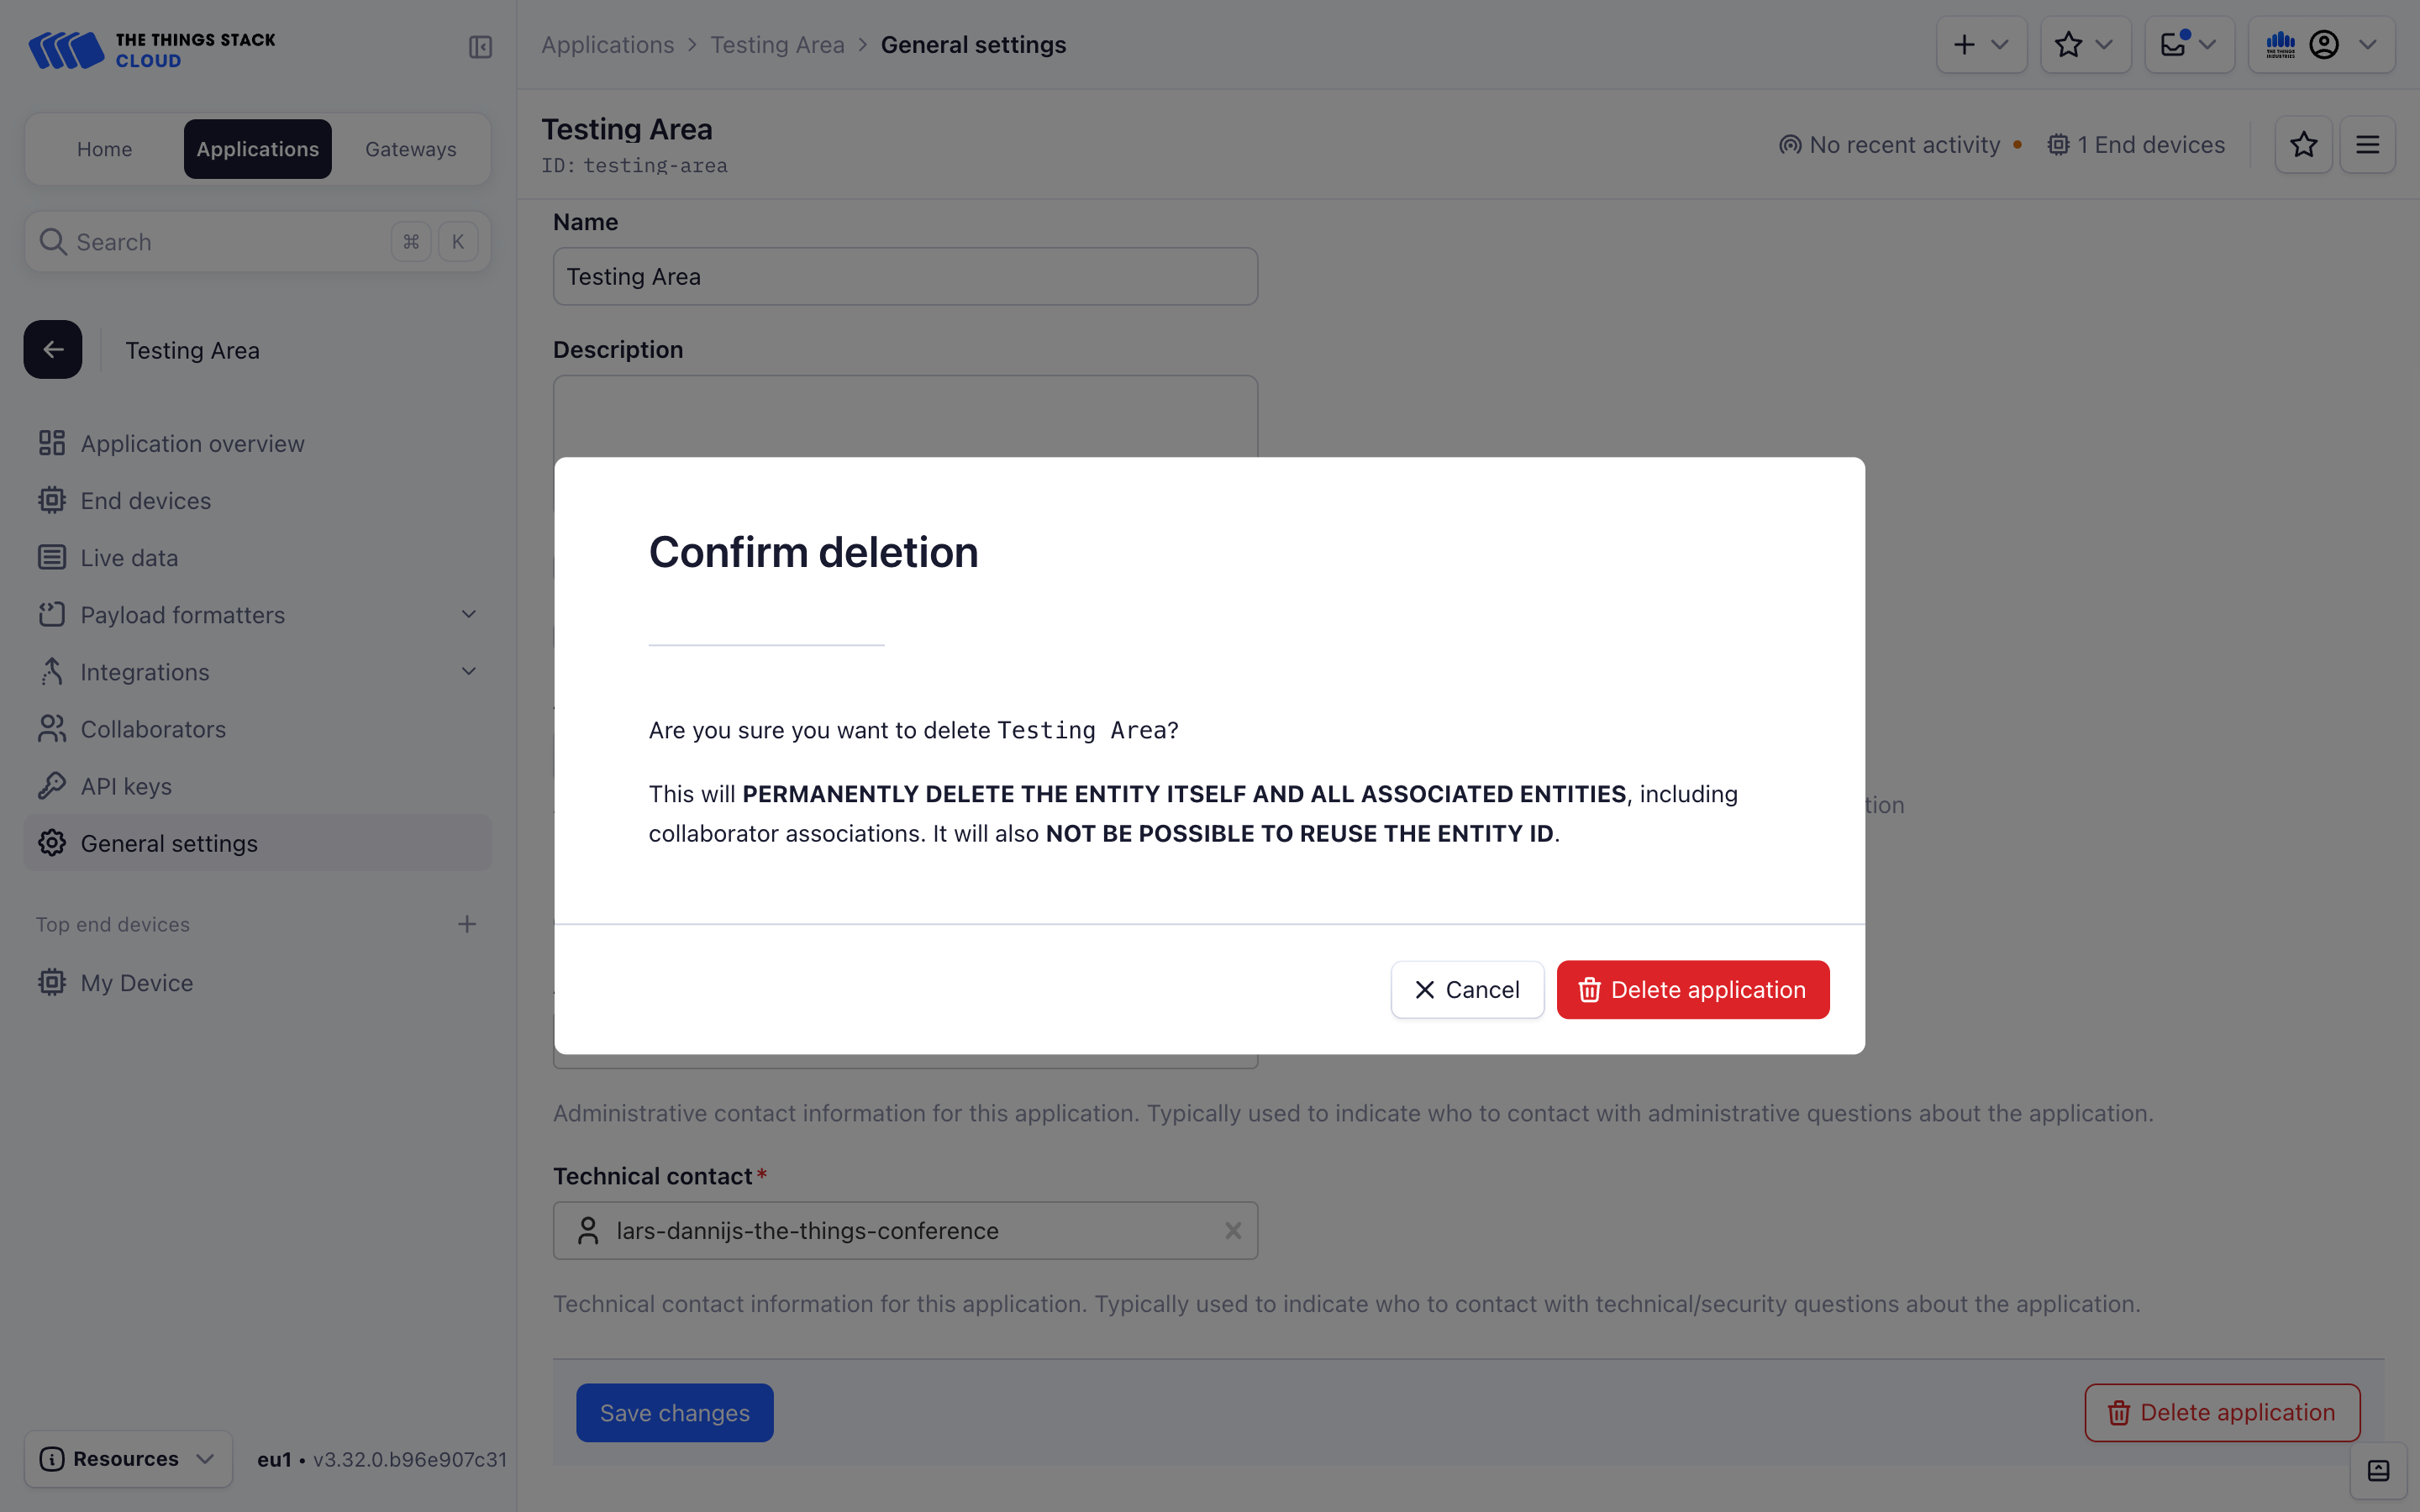 THE THINGS STACK
CLOUD
Applications > Testing Area > General settings
THE THINGS
INDUSTRIES
Home
Applications
Gateways
Testing Area
ID: testing-area
No recent activity
1 End devices
Search
⌘ K
Testing Area
Application overview
End devices
Live data
Payload formatters
Integrations
Collaborators
API keys
General settings
Top end devices
My Device
Resources
eu1 • v3.32.0.b96e907c31
Name
Testing Area
Description
Confirm deletion
Are you sure you want to delete Testing Area?
This will PERMANENTLY DELETE THE ENTITY ITSELF AND ALL ASSOCIATED ENTITIES, including
collaborator associations. It will also NOT BE POSSIBLE TO REUSE THE ENTITY ID.
Cancel
Delete application
Administrative contact information for this application. Typically used to indicate who to contact with administrative questions about the application.
Technical contact*
lars-dannijs-the-things-conference
Technical contact information for this application. Typically used to indicate who to contact with technical/security questions about the application.
Save changes
Delete application